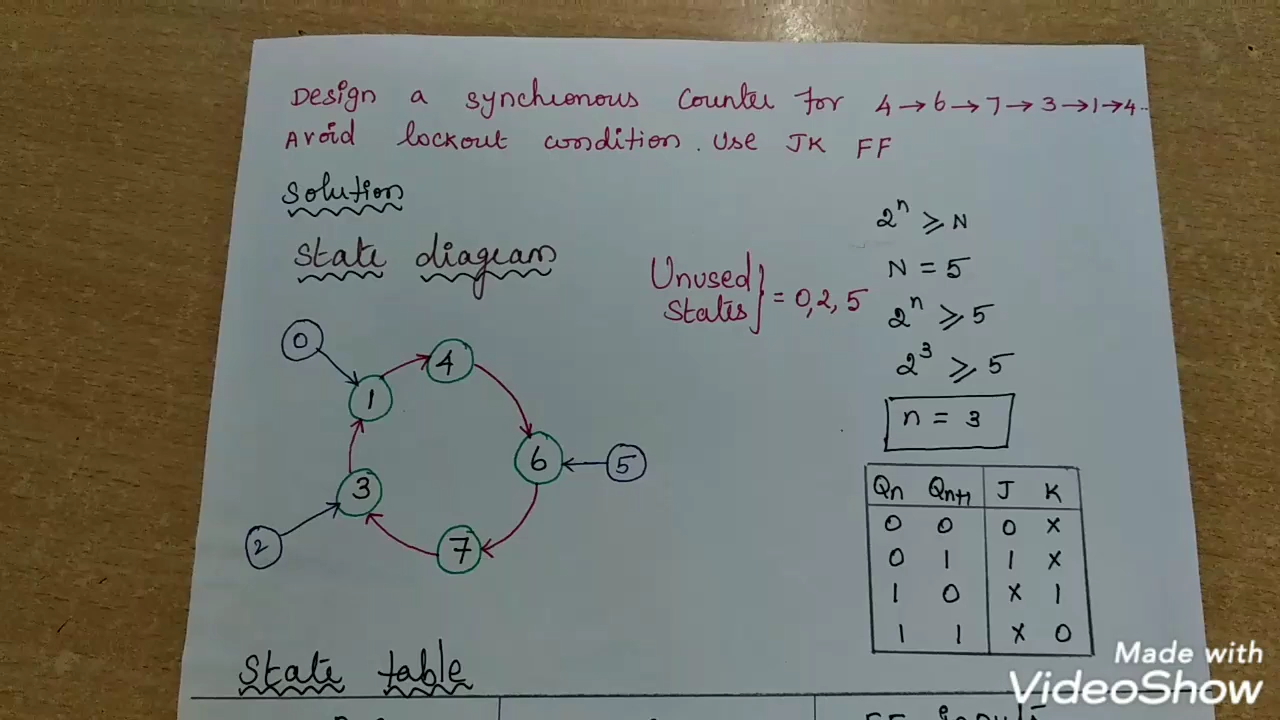 Design a synchronous Counter for 4→6→7→3→1→4..
Avoid lockout condition. Use JK FF
Solution
State diagram
0
4
1
6
5
3
2
7
Unused
States
} = 0, 2, 5
2ⁿ ⩾ N
N = 5
2ⁿ ⩾ 5
2³ ⩾ 5
n = 3
Qn Qn+1 J K
0 0 0 x
0 1 1 x
1 0 x 1
1 1 x 0
State table
Made with
VideoShow